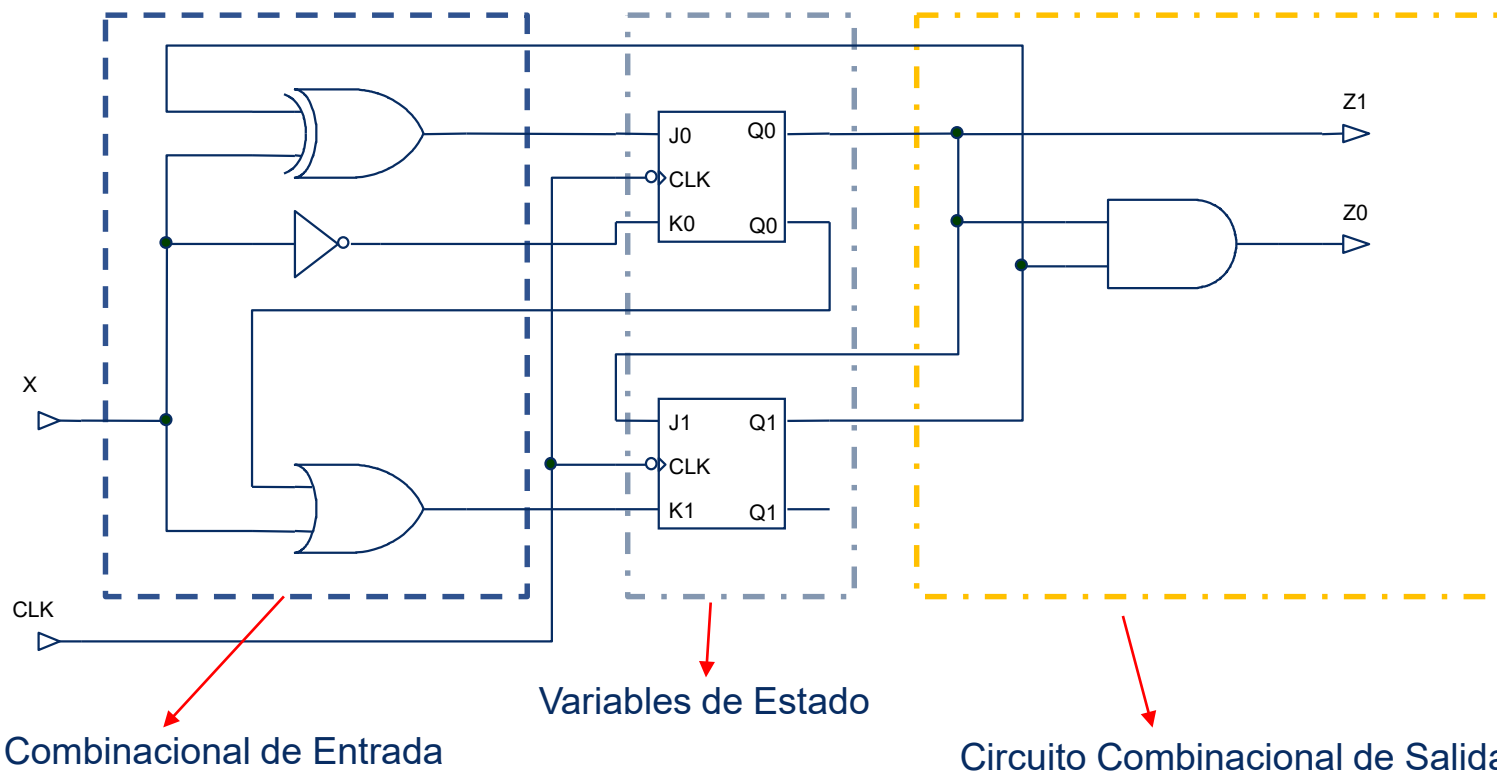 Z1
J0 Q0
CLK
K0 Q0
Z0
X
J1 Q1
CLK
K1 Q1
CLK
Variables de Estado
Combinacional de Entrada
Circuito Combinacional de Salida